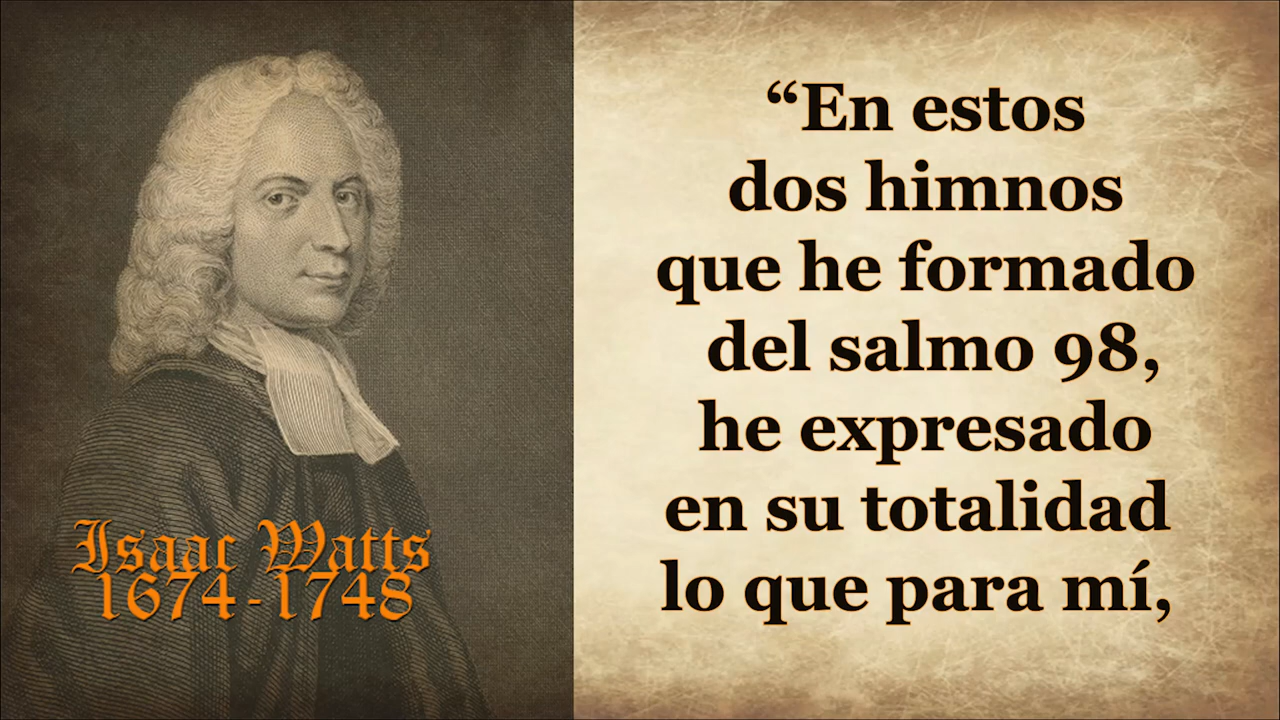 Isaac Watts
1674-1748
“En estos
dos himnos
que he formado
del salmo 98,
he expresado
en su totalidad
lo que para mí,